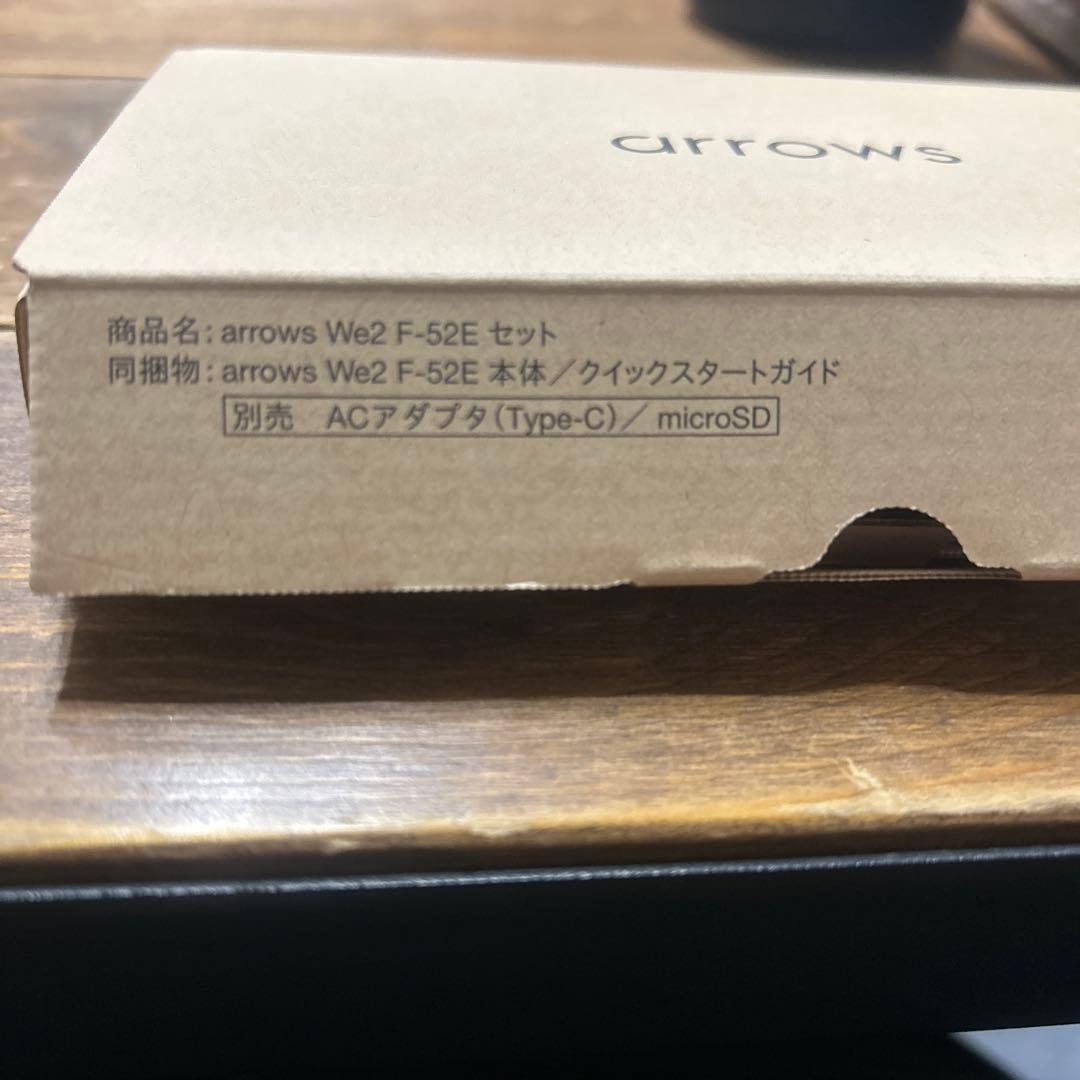 arrows
商品名：arrows We2 F-52E セット
同捆物：arrows We2 F-52E 本体／クイックスタートガイド
別売　ACアダプタ(Type-C)／ microSD